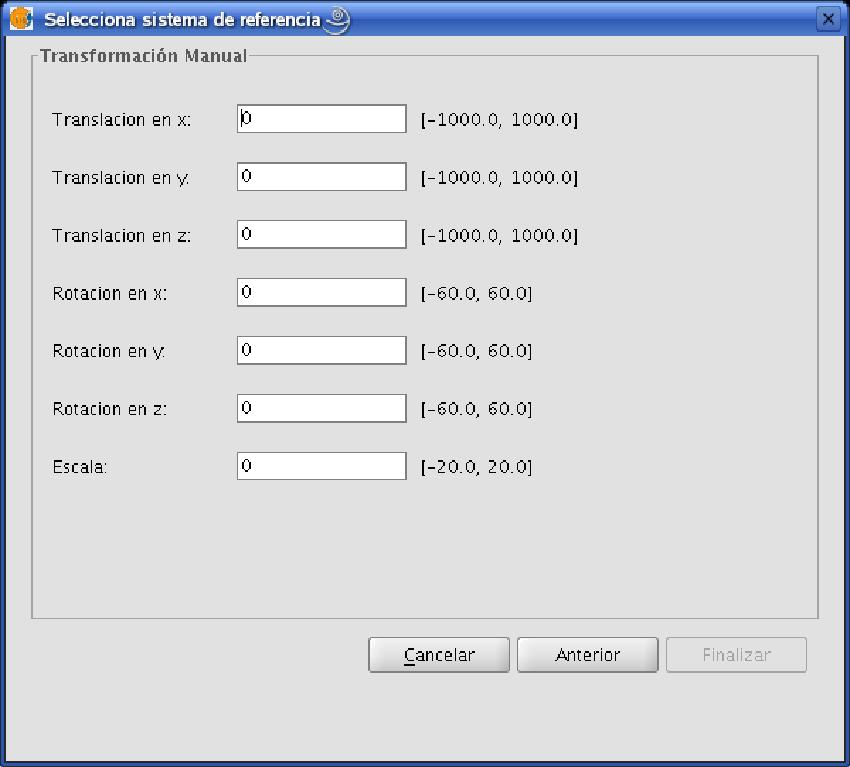 Selecciona sistema de referencia
Transformación Manual
Translacion en x: 0 [-1000.0, 1000.0]
Translacion en y: 0 [-1000.0, 1000.0]
Translacion en z: 0 [-1000.0, 1000.0]
Rotacion en x: 0 [-60.0, 60.0]
Rotacion en y: 0 [-60.0, 60.0]
Rotacion en z: 0 [-60.0, 60.0]
Escala: 0 [-20.0, 20.0]
Cancelar Anterior Finalizar